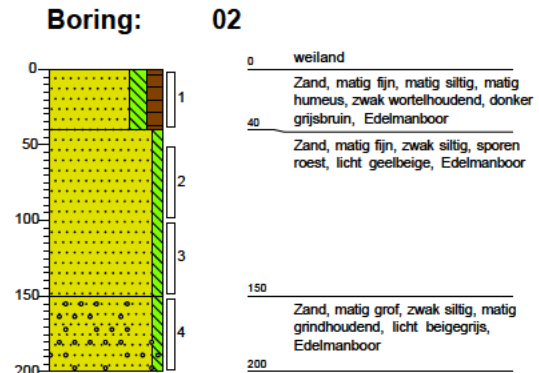 Boring: 02
0
50
100
150
200
1
2
3
4
0 weiland
Zand, matig fijn, matig siltig, matig
humeus, zwak wortelhoudend, donker
grijsbruin, Edelmanboor
40
Zand, matig fijn, zwak siltig, sporen
roest, licht geelbeige, Edelmanboor
150
Zand, matig grof, zwak siltig, matig
grindhoudend, licht beigegrijs,
Edelmanboor
200